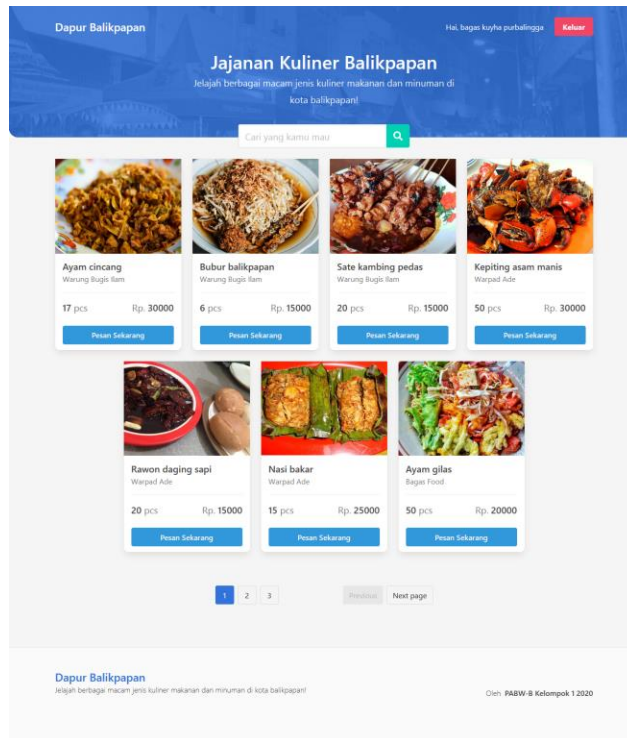 Dapur Balikpapan
Hai, bagas kuyha purbalingga
Keluar
Jajanan Kuliner Balikpapan
Jelajah berbagai macam jenis kuliner makanan dan minuman di
kota balikpapan!
Cari yang kamu mau
Ayam cincang
Warung Bugis Ilam
17 pcs Rp. 30000
Pesan Sekarang
Bubur balikpapan
Warung Bugis Ilam
6 pcs Rp. 15000
Pesan Sekarang
Sate kambing pedas
Warung Bugis Ilam
20 pcs Rp. 15000
Pesan Sekarang
Kepiting asam manis
Warpad Ade
50 pcs Rp. 30000
Pesan Sekarang
Rawon daging sapi
Warpad Ade
20 pcs Rp. 15000
Pesan Sekarang
Nasi bakar
Warpad Ade
15 pcs Rp. 25000
Pesan Sekarang
Ayam gilas
Bagas Food
50 pcs Rp. 20000
Pesan Sekarang
1 2 3 Previous Next page
Dapur Balikpapan
Jelajah berbagai macam jenis kuliner makanan dan minuman di kota balikpapan!
Oleh PABW-B Kelompok 1 2020